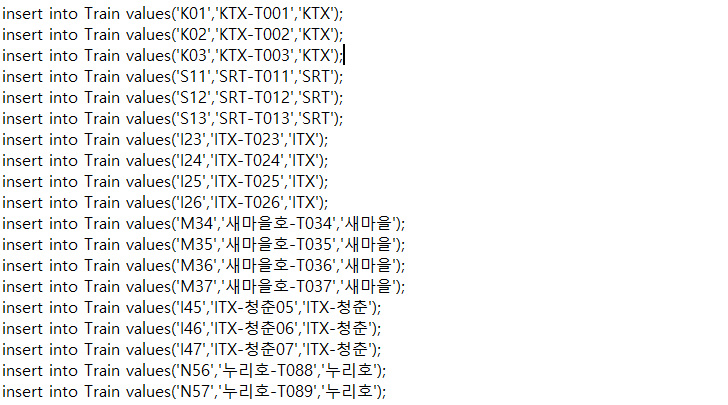 insert into Train values('K01','KTX-T001','KTX');
insert into Train values('K02','KTX-T002','KTX');
insert into Train values('K03','KTX-T003','KTX');
insert into Train values('S11','SRT-T011','SRT');
insert into Train values('S12','SRT-T012','SRT');
insert into Train values('S13','SRT-T013','SRT');
insert into Train values('I23','ITX-T023','ITX');
insert into Train values('I24','ITX-T024','ITX');
insert into Train values('I25','ITX-T025','ITX');
insert into Train values('I26','ITX-T026','ITX');
insert into Train values('M34','새마을호-T034','새마을');
insert into Train values('M35','새마을호-T035','새마을');
insert into Train values('M36','새마을호-T036','새마을');
insert into Train values('M37','새마을호-T037','새마을');
insert into Train values('I45','ITX-청춘05','ITX-청춘');
insert into Train values('I46','ITX-청춘06','ITX-청춘');
insert into Train values('I47','ITX-청춘07','ITX-청춘');
insert into Train values('N56','누리호-T088','누리호');
insert into Train values('N57','누리호-T089','누리호');